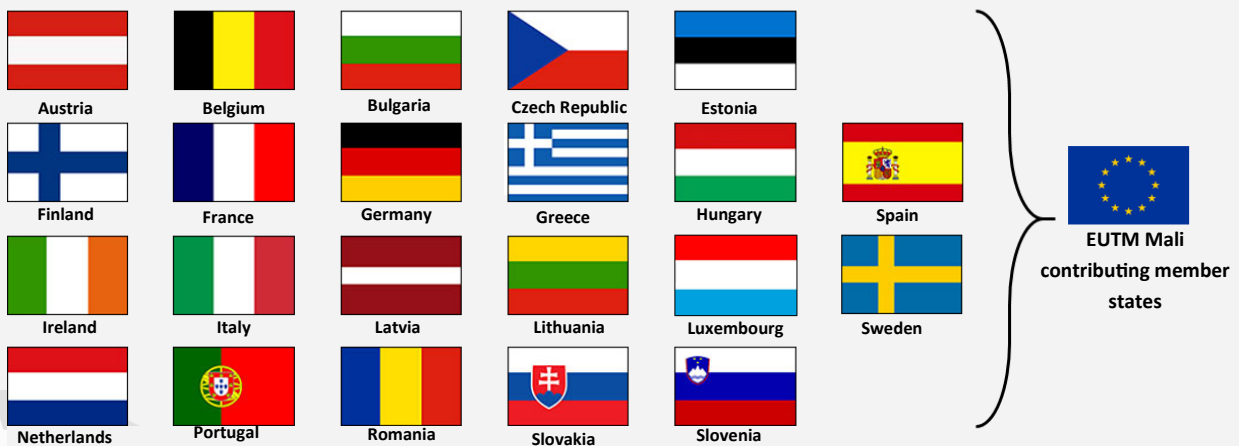 Austria
Belgium
Bulgaria
Czech Republic
Estonia
Finland
France
Germany
Greece
Hungary
Spain
Ireland
Italy
Latvia
Lithuania
Luxembourg
Sweden
Netherlands
Portugal
Romania
Slovakia
Slovenia
EUTM Mali
contributing member
states